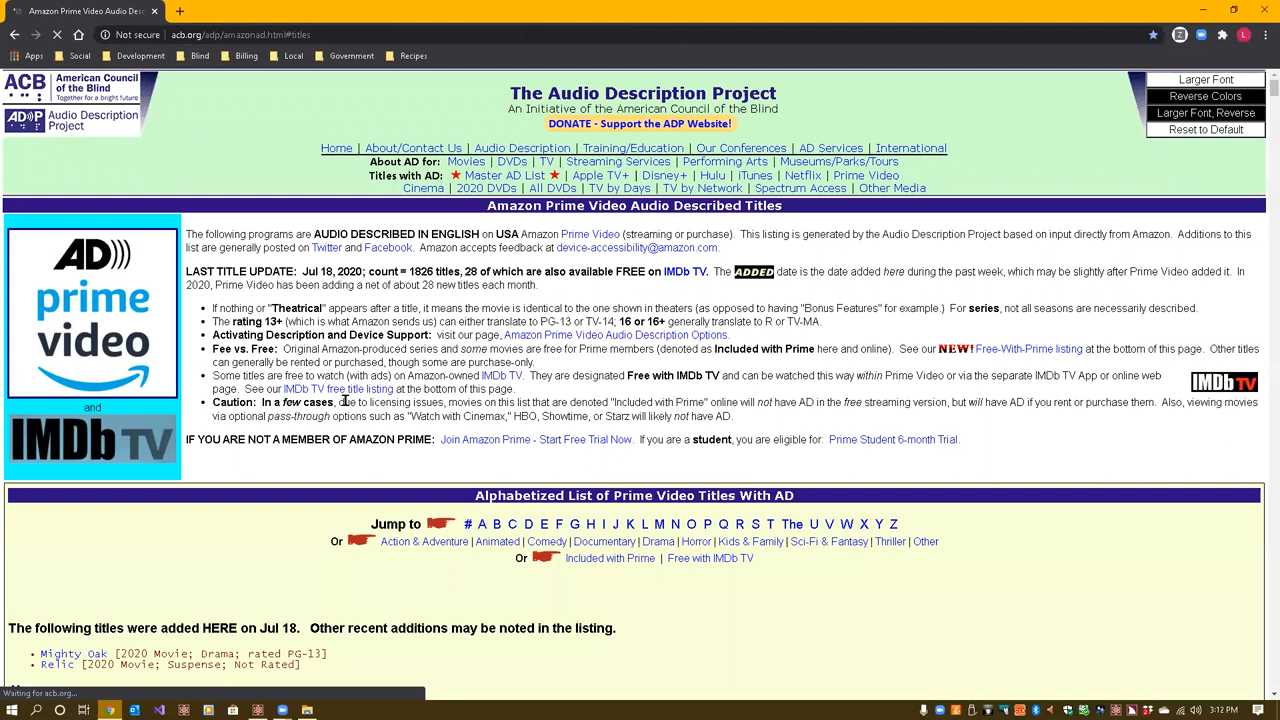 Amazon Prime Video Audio Des
Not secure | acb.org/adp/amazonad.html#titles
Apps Social Development Blind Billing Local Government Recipes
ACB American Council of the Blind
Together for a bright future
AD)P Audio Description Project
The Audio Description Project
An Initiative of the American Council of the Blind
DONATE - Support the ADP Website!
Larger Font
Reverse Colors
Larger Font, Reverse
Reset to Default
Home | About/Contact Us | Audio Description | Training/Education | Our Conferences | AD Services | International
About AD for: Movies | DVDs | TV | Streaming Services | Performing Arts | Museums/Parks/Tours
Titles with AD: ★ Master AD List ★ | Apple TV+ | Disney+ | Hulu | iTunes | Netflix | Prime Video
Cinema | 2020 DVDs | All DVDs | TV by Days | TV by Network | Spectrum Access | Other Media
Amazon Prime Video Audio Described Titles
AD)))
prime
video
and
IMDb TV
The following programs are AUDIO DESCRIBED IN ENGLISH on USA Amazon Prime Video (streaming or purchase). This listing is generated by the Audio Description Project based on input directly from Amazon. Additions to this
list are generally posted on Twitter and Facebook. Amazon accepts feedback at device-accessibility@amazon.com.
LAST TITLE UPDATE: Jul 18, 2020; count = 1826 titles, 28 of which are also available FREE on IMDb TV. The ADDED date is the date added here during the past week, which may be slightly after Prime Video added it. In
2020, Prime Video has been adding a net of about 28 new titles each month.
• If nothing or "Theatrical" appears after a title, it means the movie is identical to the one shown in theaters (as opposed to having "Bonus Features" for example.) For series, not all seasons are necessarily described.
• The rating 13+ (which is what Amazon sends us) can either translate to PG-13 or TV-14; 16 or 16+ generally translate to R or TV-MA.
• Activating Description and Device Support: visit our page, Amazon Prime Video Audio Description Options.
• Fee vs. Free: Original Amazon-produced series and some movies are free for Prime members (denoted as Included with Prime here and online). See our NEW! Free-With-Prime listing at the bottom of this page. Other titles
can generally be rented or purchased, though some are purchase-only.
• Some titles are free to watch (with ads) on Amazon-owned IMDb TV. They are designated Free with IMDb TV and can be watched this way within Prime Video or via the separate IMDb TV App or online web
page. See our IMDb TV free title listing at the bottom of this page.
IMDb TV
• Caution: In a few cases, due to licensing issues, movies on this list that are denoted "Included with Prime" online will not have AD in the free streaming version, but will have AD if you rent or purchase them. Also, viewing movies
via optional pass-through options such as "Watch with Cinemax," HBO, Showtime, or Starz will likely not have AD.
IF YOU ARE NOT A MEMBER OF AMAZON PRIME: Join Amazon Prime - Start Free Trial Now. If you are a student, you are eligible for: Prime Student 6-month Trial.
Alphabetized List of Prime Video Titles With AD
Jump to # A B C D E F G H I J K L M N O P Q R S T The U V W X Y Z
Or Action & Adventure | Animated | Comedy | Documentary | Drama | Horror | Kids & Family | Sci-Fi & Fantasy | Thriller | Other
Or Included with Prime | Free with IMDb TV
The following titles were added HERE on Jul 18. Other recent additions may be noted in the listing.
• Mighty Oak [2020 Movie; Drama; rated PG-13]
• Relic [2020 Movie; Suspense; Not Rated]
Waiting for acb.org...
3:12 PM